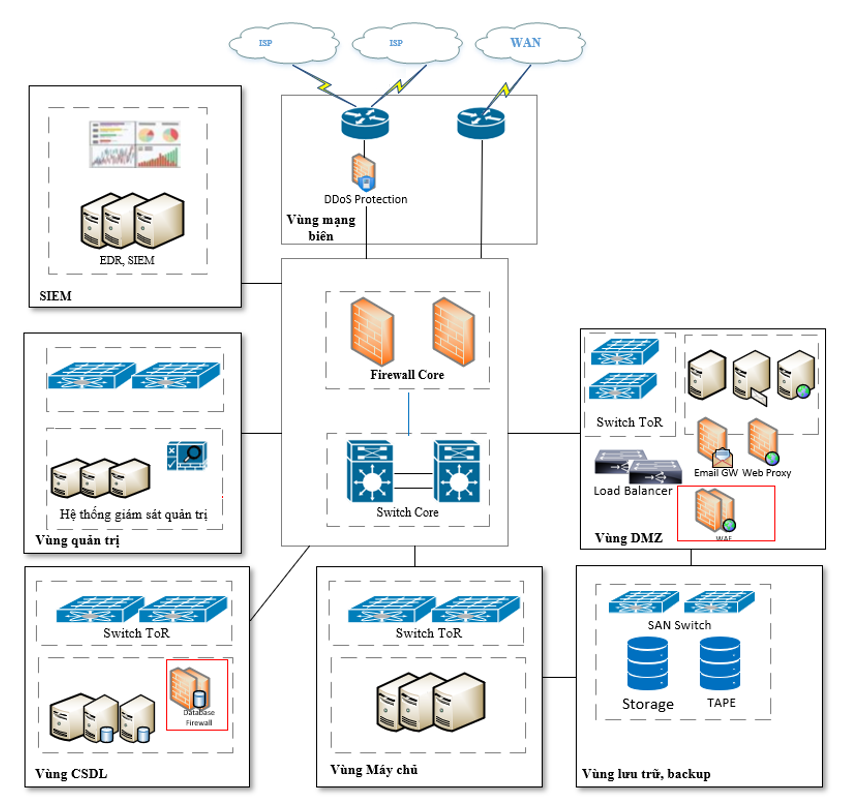 ISP
ISP
WAN
DDoS Protection
Vùng mạng
biên
EDR, SIEM
SIEM
Firewall Core
Switch Core
Hệ thống giám sát quản trị
Vùng quản trị
Switch ToR
Email GW
Web Proxy
Load Balancer
WAF
Vùng DMZ
Switch ToR
Database
Firewall
Vùng CSDL
Switch ToR
Vùng Máy chủ
SAN Switch
Storage
TAPE
Vùng lưu trữ, backup